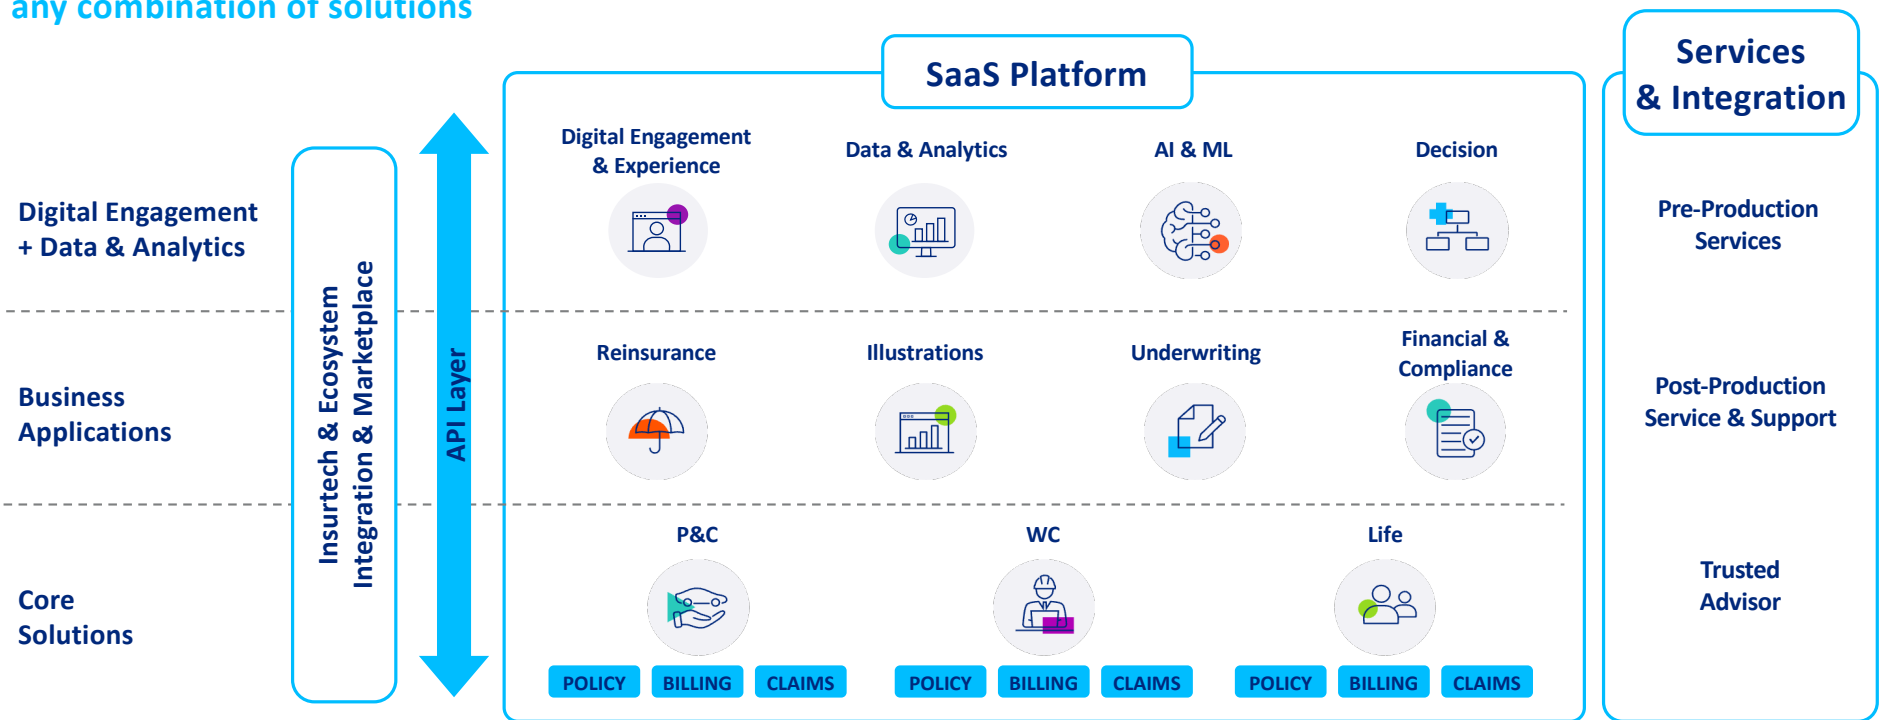 any combination of solutions
SaaS Platform
Services
& Integration
Digital Engagement
+ Data & Analytics
Business
Applications
Core
Solutions
Insurtech & Ecosystem
Integration & Marketplace
API Layer
Digital Engagement
& Experience
Data & Analytics
AI & ML
Decision
Reinsurance
Illustrations
Underwriting
Financial &
Compliance
P&C
WC
Life
POLICY
BILLING
CLAIMS
POLICY
BILLING
CLAIMS
POLICY
BILLING
CLAIMS
Pre-Production
Services
Post-Production
Service & Support
Trusted
Advisor